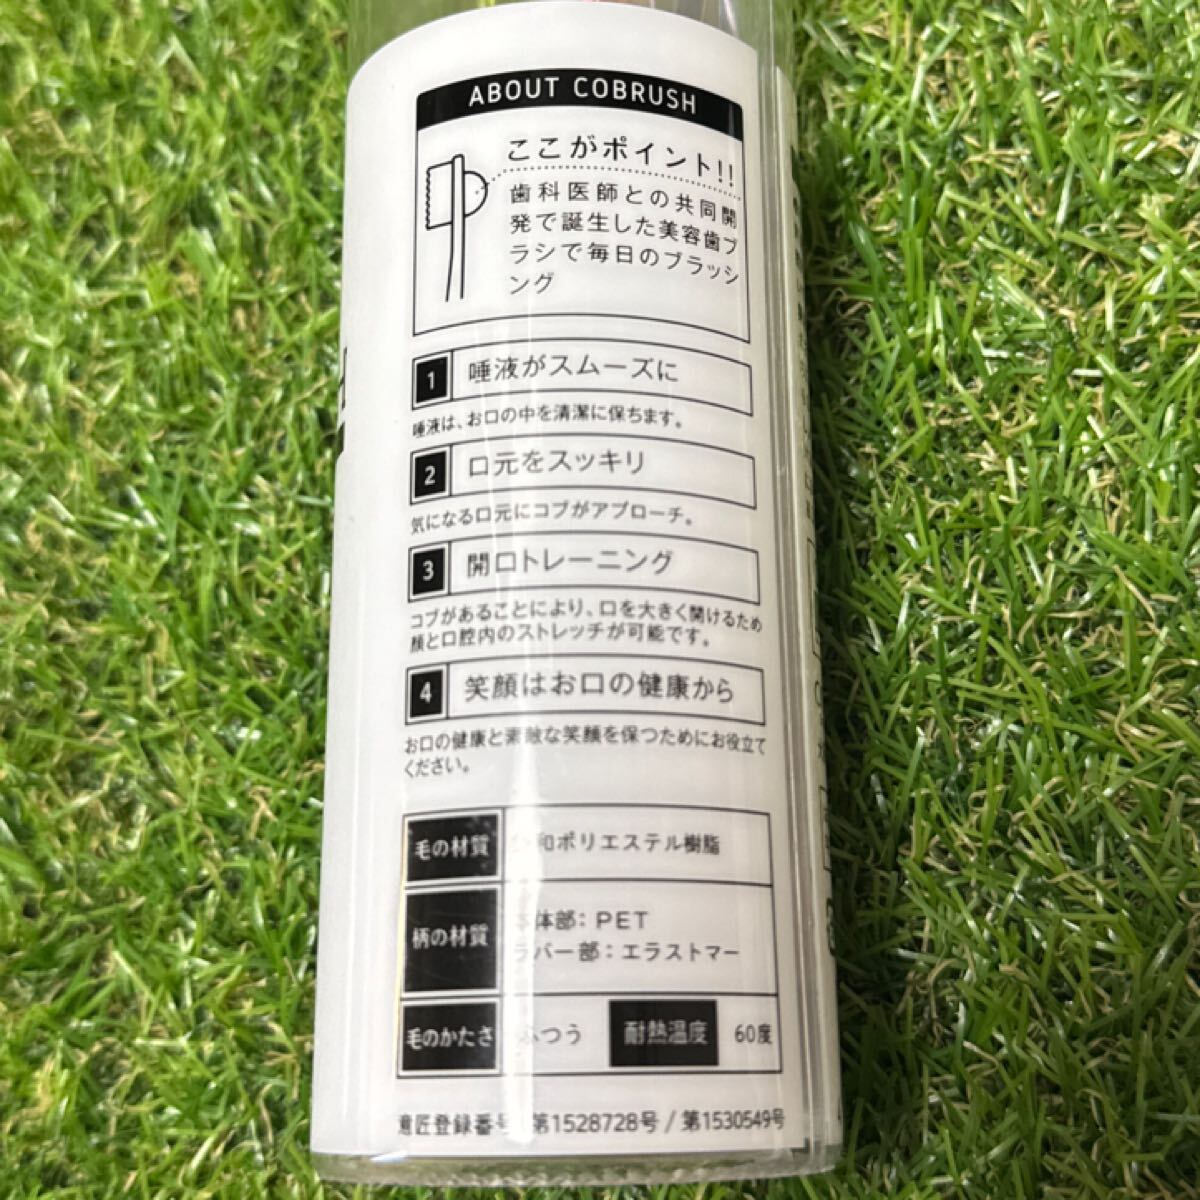 ABOUT COBRUSH
ここがポイント!!
歯科医師との共同開
発で誕生した美容歯ブ
ラシで毎日のブラッシ
ング
1 唾液がスムーズに
唾液は、お口の中を清潔に保ちます。
2 口元をスッキリ
気になる口元にコブがアプローチ。
3 開口トレーニング
コブがあることにより、口を大きく開けるため
顔と口腔内のストレッチが可能です。
4 笑顔はお口の健康から
お口の健康と素敵な笑顔を保つためにお役立て
ください。
毛の材質 飽和ポリエステル樹脂
柄の材質 本体部：PET
ラバー部：エラストマー
毛のかたさ ふつう 耐熱温度 60度
意匠登録番号 第1528728号 / 第1530549号